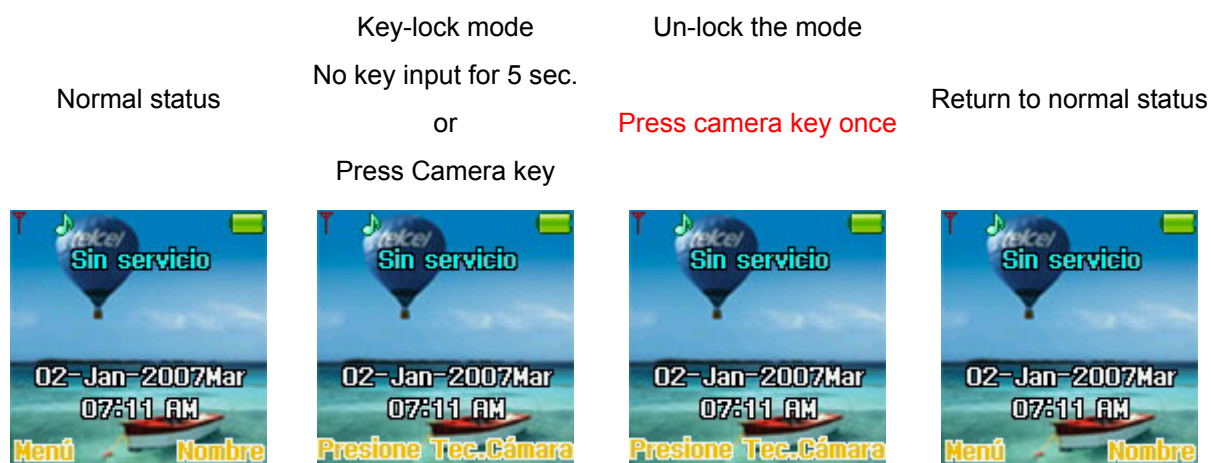 Normal status
Key-lock mode
No key input for 5 sec.
or
Press Camera key
Un-lock the mode
Press camera key once
Return to normal status
telcel
Sin servicio
02-Jan-2007Mar
07:11 AM
Menú Nombre
telcel
Sin servicio
02-Jan-2007Mar
07:11 AM
Presione Tec.Cámara
telcel
Sin servicio
02-Jan-2007Mar
07:11 AM
Presione Tec.Cámara
telcel
Sin servicio
02-Jan-2007Mar
07:11 AM
Menú Nombre